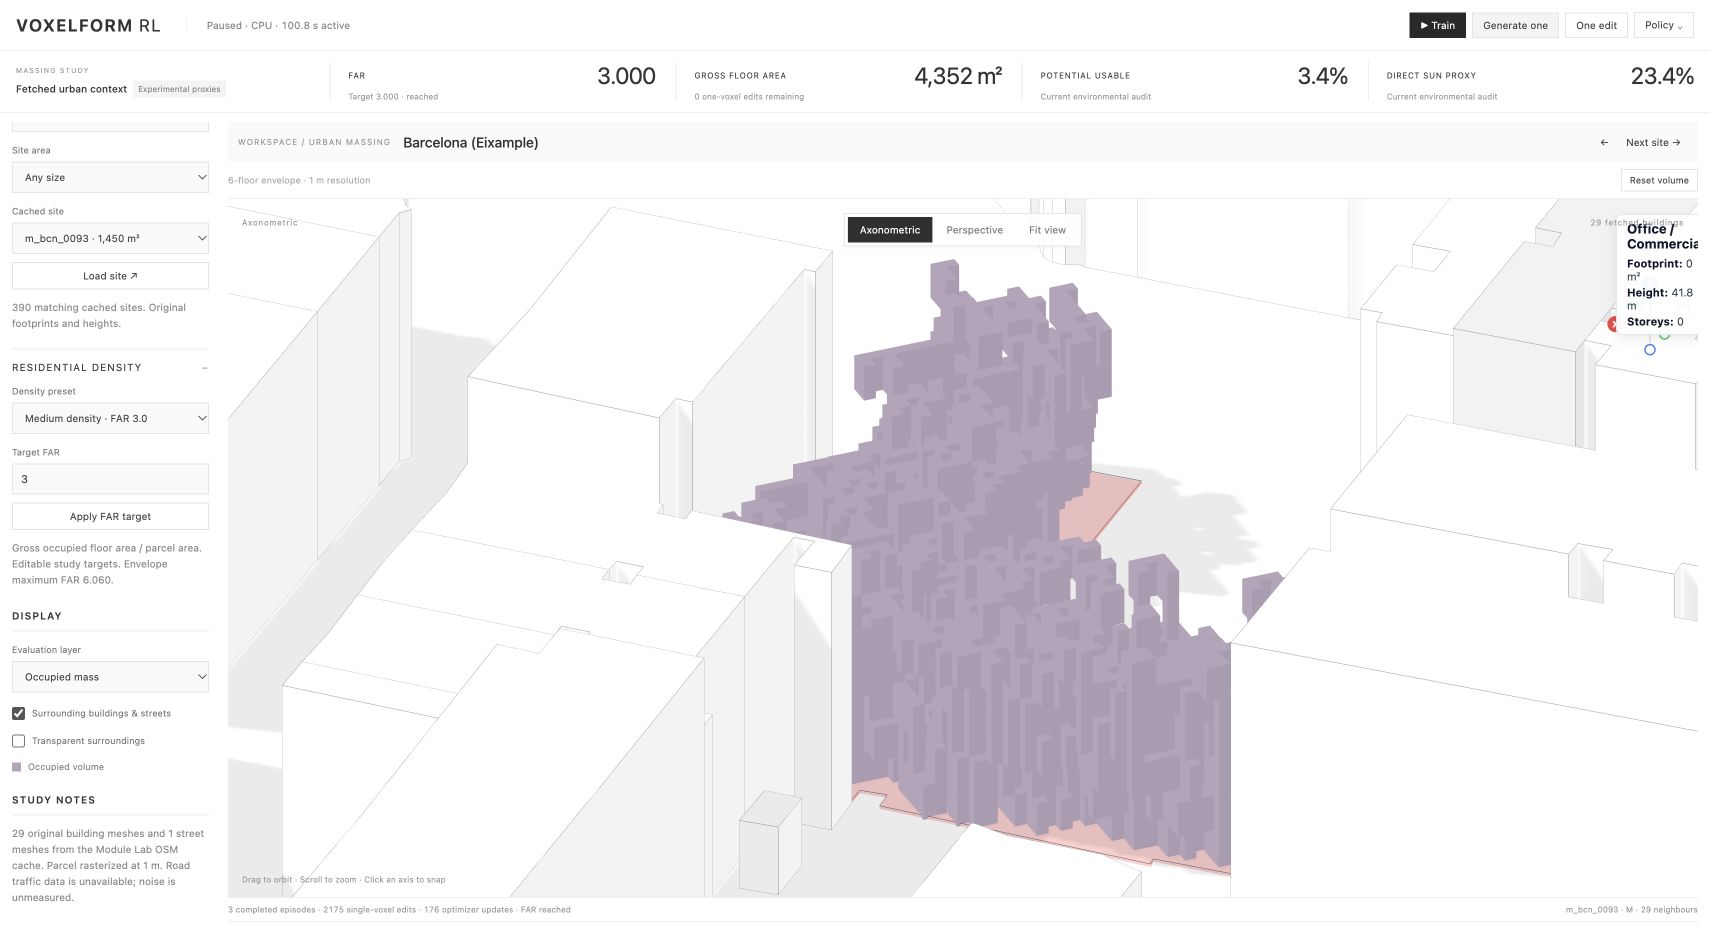 VOXELFORM RL
Paused · CPU · 100.8 s active
▶ Train
Generate one
One edit
Policy
MASSING STUDY
Fetched urban context
Experimental proxies
FAR
3.000
Target 3.000 · reached
GROSS FLOOR AREA
4,352 m²
0 one-voxel edits remaining
POTENTIAL USABLE
3.4%
Current environmental audit
DIRECT SUN PROXY
23.4%
Current environmental audit
Site area
Any size
Cached site
m_bcn_0093 · 1,450 m²
Load site ↗
390 matching cached sites. Original
footprints and heights.
RESIDENTIAL DENSITY –
Density preset
Medium density · FAR 3.0
Target FAR
3
Apply FAR target
Gross occupied floor area / parcel area.
Editable study targets. Envelope
maximum FAR 6.060.
DISPLAY
Evaluation layer
Occupied mass
Surrounding buildings & streets
Transparent surroundings
Occupied volume
STUDY NOTES
29 original building meshes and 1 street
meshes from the Module Lab OSM
cache. Parcel rasterized at 1 m. Road
traffic data is unavailable; noise is
unmeasured.
WORKSPACE / URBAN MASSING
Barcelona (Eixample)
←
Next site →
6-floor envelope · 1 m resolution
Reset volume
Axonometric
Axonometric
Perspective
Fit view
29 fetched buildings
Office /
Commercia
Footprint: 0
m²
Height: 41.8
m
Storeys: 0
Drag to orbit · Scroll to zoom · Click an axis to snap
3 completed episodes · 2175 single-voxel edits · 176 optimizer updates · FAR reached
m_bcn_0093 · M · 29 neighbours